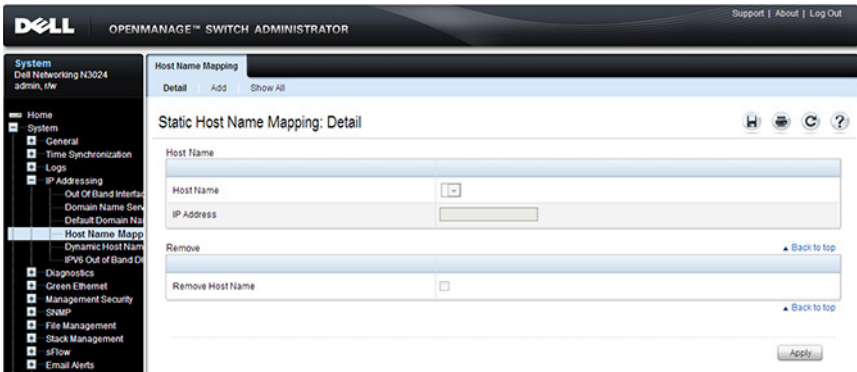 DELL OPENMANAGE™ SWITCH ADMINISTRATOR
Support | About | Log Out
System
Dell Networking N3024
admin, r/w
Home
System
General
Time Synchronization
Logs
IP Addressing
Out Of Band Interfac
Domain Name Serv
Default Domain Na
Host Name Mapp
Dynamic Host Nam
IPV6 Out of Band D
Diagnostics
Green Ethernet
Management Security
SNMP
File Management
Stack Management
sFlow
Email Alerts
Host Name Mapping
Detail Add Show All
Static Host Name Mapping: Detail
Host Name
Host Name
IP Address
Remove
Back to top
Remove Host Name
Back to top
Apply